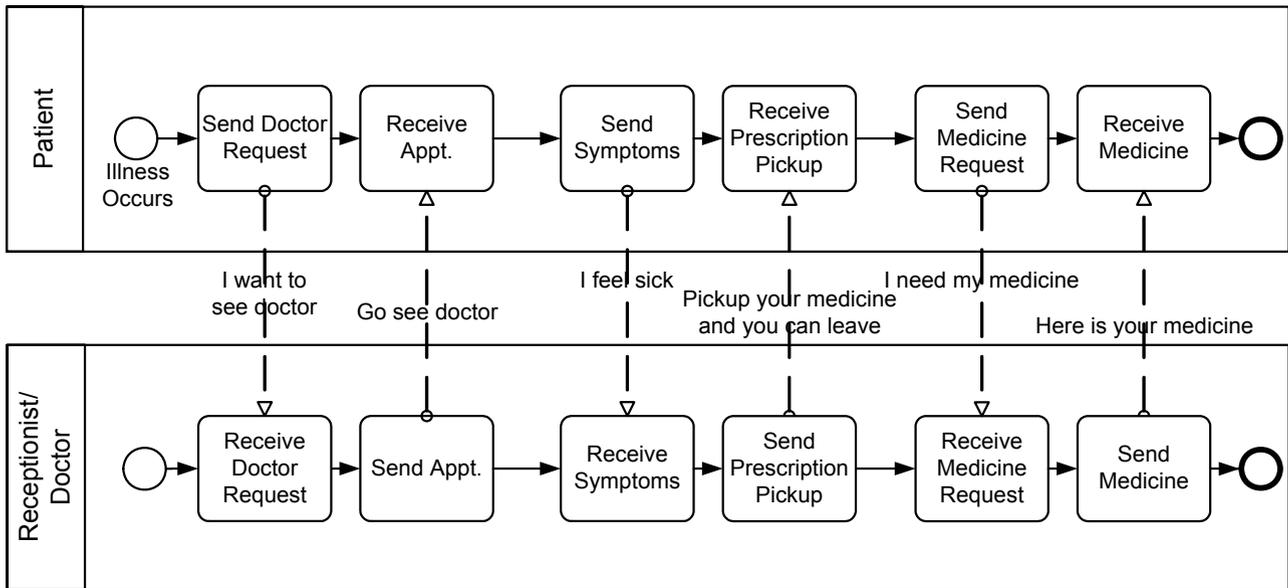 Patient
Illness
Occurs
Send Doctor
Request
Receive
Appt.
Send
Symptoms
Receive
Prescription
Pickup
Send
Medicine
Request
Receive
Medicine
I want to
see doctor
Go see doctor
I feel sick
Pickup your medicine
and you can leave
I need my medicine
Here is your medicine
Receptionist/
Doctor
Receive
Doctor
Request
Send Appt.
Receive
Symptoms
Send
Prescription
Pickup
Receive
Medicine
Request
Send
Medicine